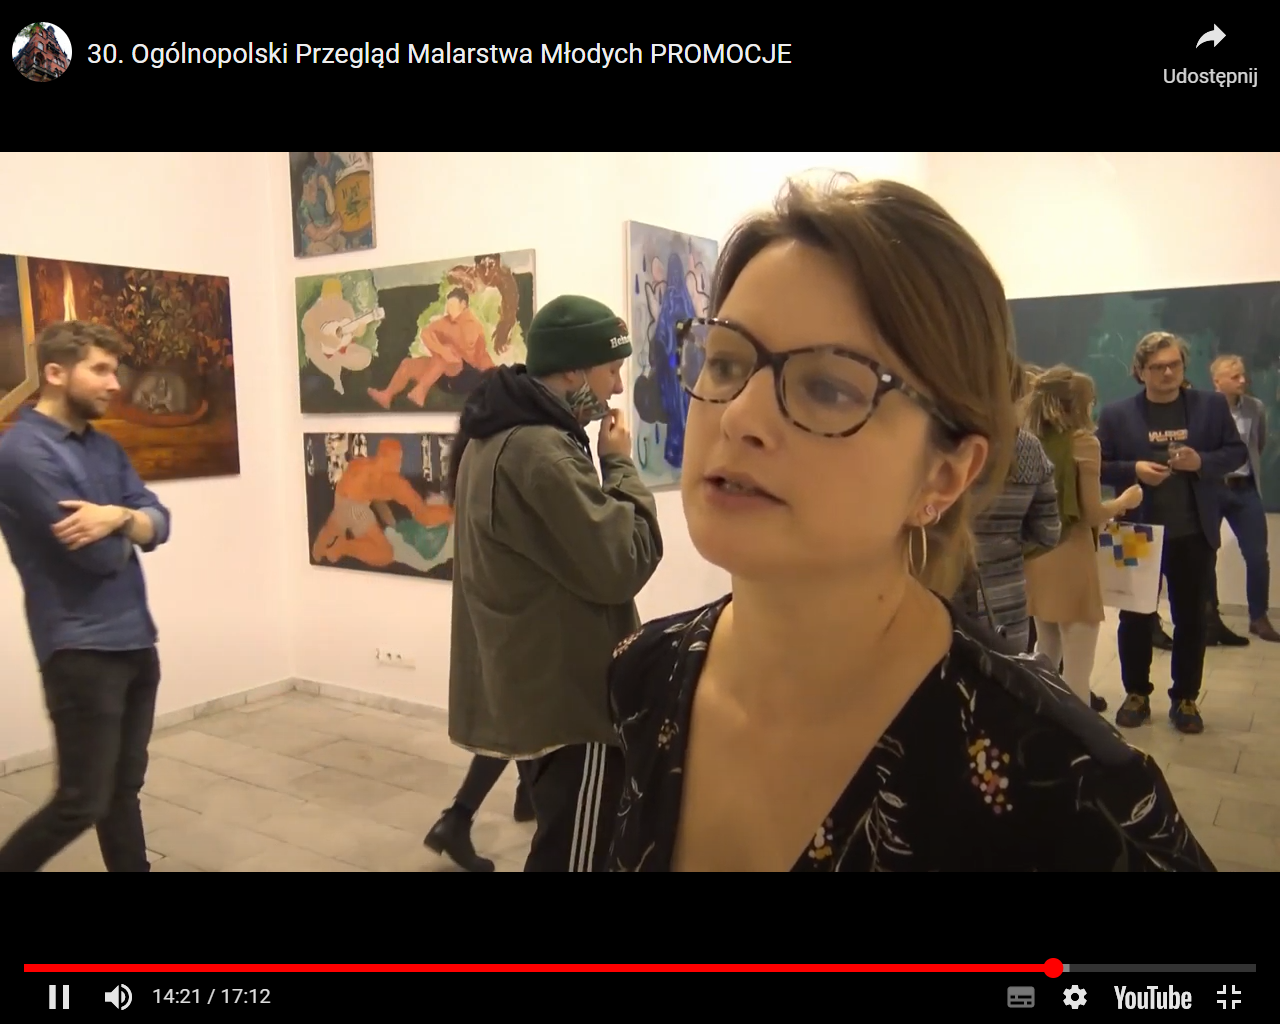 30. Ogólnopolski Przegląd Malarstwa Młodych PROMOCJE
Udostępnij
14:21 / 17:12
YouTube